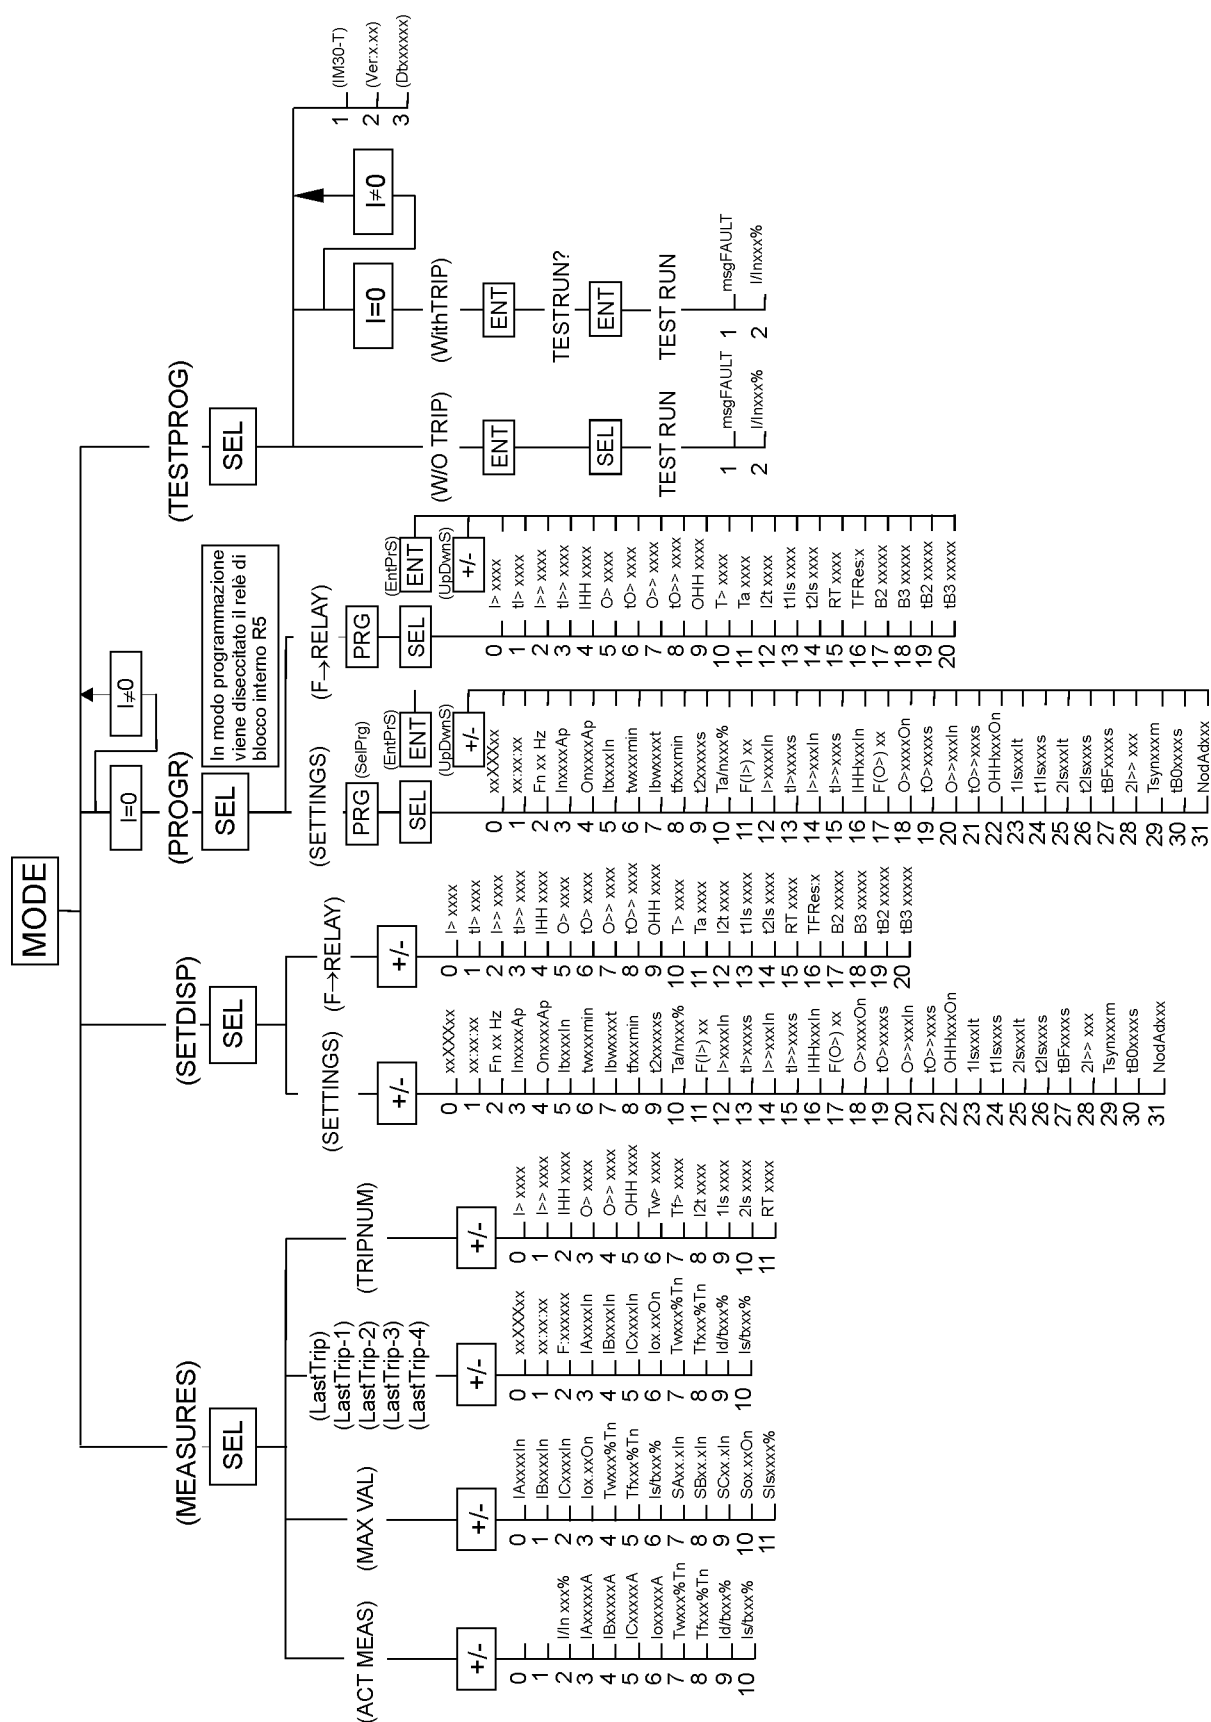 MODE
(MEASURES)
SEL
(ACT MEAS)
+/-
0
1
2 I/In xxx%
3 IAxxxxxA
4 IBxxxxxA
5 ICxxxxxA
6 IoxxxxxA
7 Twxxx%Tn
8 Tfxxx%Tn
9 Id/txxx%
10 Is/txxx%
(MAX VAL)
+/-
0 IAxxxxIn
1 IBxxxxIn
2 ICxxxxIn
3 Iox.xxOn
4 Twxxx%Tn
5 Tfxxx%Tn
6 Is/txxx%
7 SAxx.xIn
8 SBxx.xIn
9 SCxx.xIn
10 Sox.xxOn
11 SIsxxxx%
(LastTrip)
(LastTrip-1)
(LastTrip-2)
(LastTrip-3)
(LastTrip-4)
+/-
0 xxXXXxx
1 xx:xx:xx
2 F:xxxxxx
3 IAxxxxIn
4 IBxxxxIn
5 ICxxxxIn
6 Iox.xxOn
7 Twxxx%Tn
8 Tfxxx%Tn
9 Id/txxx%
10 Is/txxx%
(TRIPNUM)
+/-
0 I> xxxx
1 I>> xxxx
2 IHH xxxx
3 O> xxxx
4 O>> xxxx
5 OHH xxxx
6 Tw> xxxx
7 Tf> xxxx
8 I2t xxxx
9 1Is xxxx
10 2Is xxxx
11 RT xxxx
(SETDISP)
SEL
(SETTINGS)
+/-
0 xxXXXxx
1 xx:xx:xx
2 Fn xx Hz
3 InxxxxAp
4 OnxxxxAp
5 ItxxxxIn
6 twxxxmin
7 Ibwxxxxt
8 tfxxxmin
9 t2xxxxxs
10 Ta/nxxx%
11 F(I>) xx
12 I>xxxxIn
13 tI>xxxxs
14 I>>xxxIn
15 tI>>xxxxs
16 IHHxxxIn
17 F(O>) xx
18 O>xxxxOn
19 tO>xxxxs
20 O>>xxxIn
21 tO>>xxxs
22 OHHxxxOn
23 1IsxxxIt
24 t1Isxxxs
25 2IsxxxIt
26 t2Isxxxs
27 tBFxxxxs
28 2I>> xxx
29 Tsynxxxm
30 tB0xxxxs
31 NodAdxxx
(F→RELAY)
+/-
0 I> xxxx
1 tI> xxxx
2 I>> xxxx
3 tI>> xxxx
4 IHH xxxx
5 O> xxxx
6 tO> xxxx
7 O>> xxxx
8 tO>> xxxx
9 OHH xxxx
10 T> xxxx
11 Ta xxxx
12 I2t xxxx
13 t1Is xxxx
14 t2Is xxxx
15 RT xxxx
16 TFRes:x
17 B2 xxxxx
18 B3 xxxxx
19 tB2 xxxxx
20 tB3 xxxxx
I=0
I≠0
(PROGR)
SEL
In modo programmazione
viene diseccitato il relè di
blocco interno R5
(SETTINGS)
PRG (SelPrg)
SEL
(EntPrS)
ENT
(UpDwnS)
+/-
0 xxXXXxx
1 xx:xx:xx
2 Fn xx Hz
3 InxxxxAp
4 OnxxxxAp
5 ItxxxxIn
6 twxxxmin
7 Ibwxxxxt
8 tfxxxmin
9 t2xxxxxs
10 Ta/nxxx%
11 F(I>) xx
12 I>xxxxIn
13 tI>xxxxs
14 I>>xxxIn
15 tI>>xxxxs
16 IHHxxxIn
17 F(O>) xx
18 O>xxxxOn
19 tO>xxxxs
20 O>>xxxIn
21 tO>>xxxs
22 OHHxxxOn
23 1IsxxxIt
24 t1Isxxxs
25 2IsxxxIt
26 t2Isxxxs
27 tBFxxxxs
28 2I>> xxx
29 Tsynxxxm
30 tB0xxxxs
31 NodAdxxx
(F→RELAY)
PRG
SEL
(EntPrS)
ENT
(UpDwnS)
+/-
0 I> xxxx
1 tI> xxxx
2 I>> xxxx
3 tI>> xxxx
4 IHH xxxx
5 O> xxxx
6 tO> xxxx
7 O>> xxxx
8 tO>> xxxx
9 OHH xxxx
10 T> xxxx
11 Ta xxxx
12 I2t xxxx
13 t1Is xxxx
14 t2Is xxxx
15 RT xxxx
16 TFRes:x
17 B2 xxxxx
18 B3 xxxxx
19 tB2 xxxxx
20 tB3 xxxxx
(TESTPROG)
SEL
(W/O TRIP)
ENT
SEL
TEST RUN
1 msgFAULT
2 I/Inxxx%
I=0
I≠0
(WithTRIP)
ENT
TESTRUN?
ENT
TEST RUN
1 msgFAULT
2 I/Inxxx%
1 (IM30-T)
2 (Ver:x.xx)
3 (Dtxxxxxx)